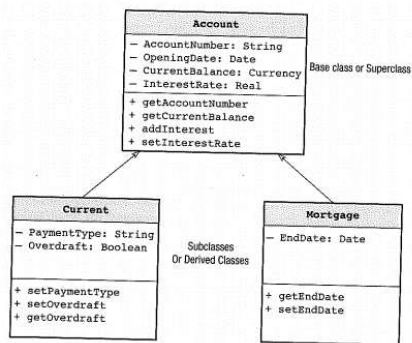 Account
– AccountNumber: String
– OpeningDate: Date
– CurrentBalance: Currency
– InterestRate: Real
Base class or Superclass
+ getAccountNumber
+ getCurrentBalance
+ addInterest
+ setInterestRate
Current
– PaymentType: String
– Overdraft: Boolean
+ setPaymentType
+ setOverdraft
+ getOverdraft
Subclasses
Or Derived Classes
Mortgage
– EndDate: Date
+ getEndDate
+ setEndDate